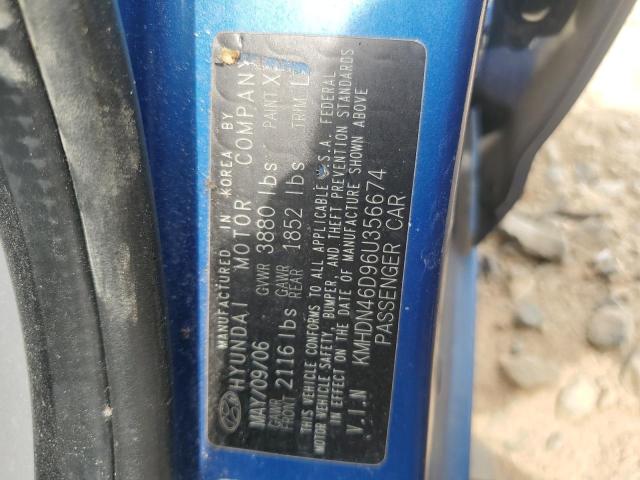 MANUFACTURED IN KOREA BY
HYUNDAI MOTOR COMPANY
MAY/09/06 GVWR 3880 lbs PAINT X
GAWR FRONT 2116 lbs GAWR REAR 1852 lbs TRIM
THIS VEHICLE CONFORMS TO ALL APPLICABLE U.S.A. FEDERAL
MOTOR VEHICLE SAFETY, BUMPER, AND THEFT PREVENTION STANDARDS
IN EFFECT ON THE DATE OF MANUFACTURE SHOWN ABOVE
V.I.N KMHDN46D96U356674
PASSENGER CAR